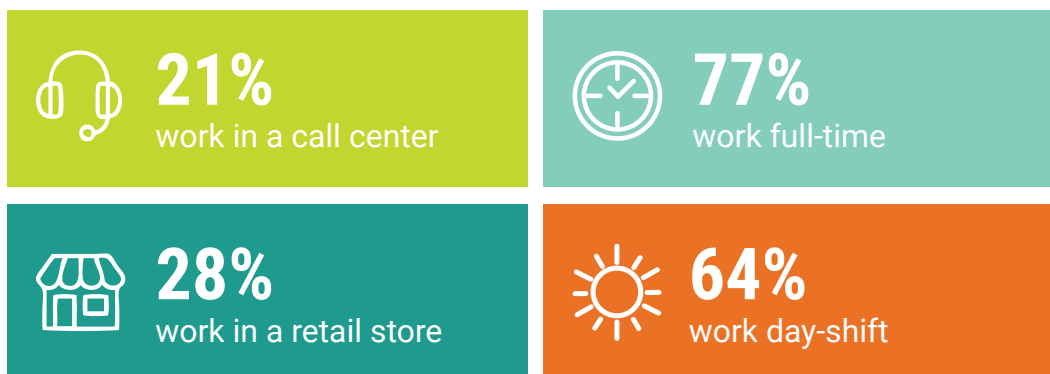 21%
work in a call center
77%
work full-time
28%
work in a retail store
64%
work day-shift